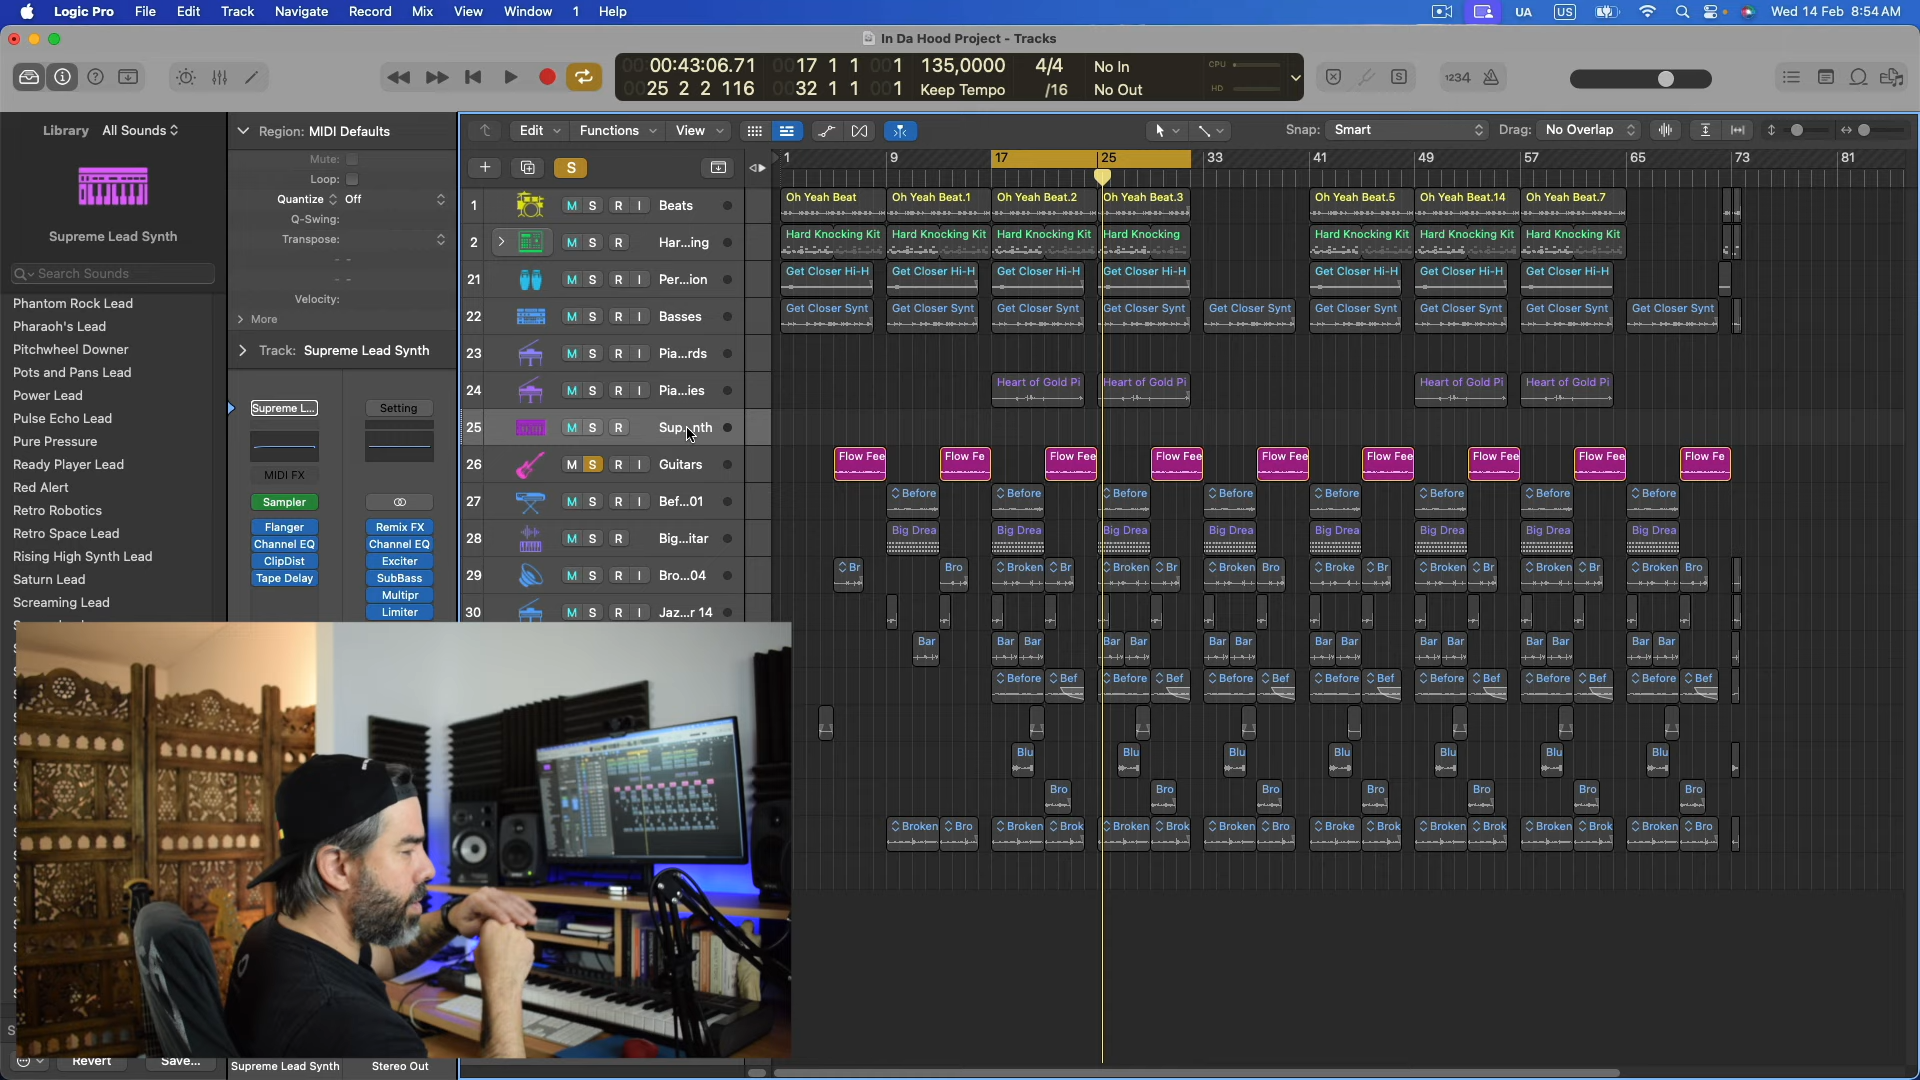 Logic Pro File Edit Track Navigate Record Mix View Window 1 Help UA US Wed 14 Feb 8:54 AM
In Da Hood Project - Tracks
00:43:06.71 17 1 1 1 135,0000 4/4 No In CPU
25 2 2 116 32 1 1 1 Keep Tempo /16 No Out HD
S 1234
Library All Sounds
Supreme Lead Synth
Search Sounds
Phantom Rock Lead
Pharaoh's Lead
Pitchwheel Downer
Pots and Pans Lead
Power Lead
Pulse Echo Lead
Pure Pressure
Ready Player Lead
Red Alert
Retro Robotics
Retro Space Lead
Rising High Synth Lead
Saturn Lead
Screaming Lead
Revert Save...
Region: MIDI Defaults
Mute:
Loop:
Quantize Off
Q-Swing:
Transpose:
Velocity:
More
Track: Supreme Lead Synth
Supreme L... Setting
MIDI FX
Sampler
Flanger Remix FX
Channel EQ Channel EQ
ClipDist Exciter
Tape Delay SubBass
Multipr
Limiter
Supreme Lead Synth Stereo Out
Edit Functions View Snap: Smart Drag: No Overlap
S 1 9 17 25 33 41 49 57 65 73 81
1 M S R I Beats Oh Yeah Beat Oh Yeah Beat.1 Oh Yeah Beat.2 Oh Yeah Beat.3 Oh Yeah Beat.5 Oh Yeah Beat.14 Oh Yeah Beat.7
2 M S R Har...ing Hard Knocking Kit Hard Knocking Kit Hard Knocking Kit Hard Knocking Hard Knocking Kit Hard Knocking Kit Hard Knocking Kit
21 M S R I Per...ion Get Closer Hi-H Get Closer Hi-H Get Closer Hi-H Get Closer Hi-H Get Closer Hi-H Get Closer Hi-H Get Closer Hi-H
22 M S R I Basses Get Closer Synt Get Closer Synt Get Closer Synt Get Closer Synt Get Closer Synt Get Closer Synt Get Closer Synt Get Closer Synt Get Closer Synt
23 M S R I Pia...rds
24 M S R I Pia...ies Heart of Gold Pi Heart of Gold Pi Heart of Gold Pi Heart of Gold Pi
25 M S R Sup...nth
26 M S R I Guitars Flow Fee Flow Fe Flow Fee Flow Fee Flow Fee Flow Fee Flow Fee Flow Fee Flow Fe
27 M S R I Bef...01 Before Before Before Before Before Before Before Before
28 M S R Big...itar Big Drea Big Drea Big Drea Big Drea Big Drea Big Drea Big Drea Big Drea
29 M S R I Bro...04 Br Bro Broken Br Broken Br Broken Bro Broke Br Broken Br Broken Br Broken Bro
30 M S R I Jaz...r 14
Bar Bar Bar Bar Bar Bar Bar Bar Bar Bar Bar Bar Bar Bar Bar
Before Bef Before Bef Before Bef Before Bef Before Bef Before Bef Before Bef
Blu Blu Blu Blu Blu Blu Blu
Bro Bro Bro Bro Bro Bro Bro
Broken Bro Broken Brok Broken Brok Broken Bro Broke Brok Broken Brok Broken Brok Broken Bro